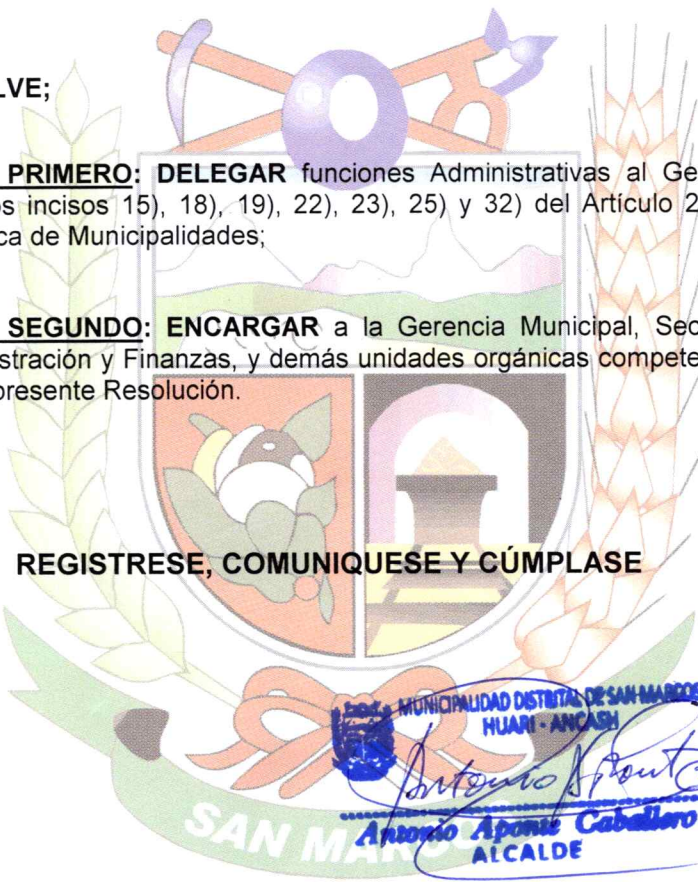 LVE;
PRIMERO: DELEGAR funciones Administrativas al Ge
os incisos 15), 18), 19), 22), 23), 25) y 32) del Artículo 2
ca de Municipalidades;
SEGUNDO: ENCARGAR a la Gerencia Municipal, Sec
stración y Finanzas, y demás unidades orgánicas compete
presente Resolución.
REGISTRESE, COMUNIQUESE Y CÚMPLASE
MUNICIPALIDAD DISTRITAL DE SAN MARCOS
HUARI - ANCASH
Antonio Aponte Caballero
ALCALDE
SAN MARCOS